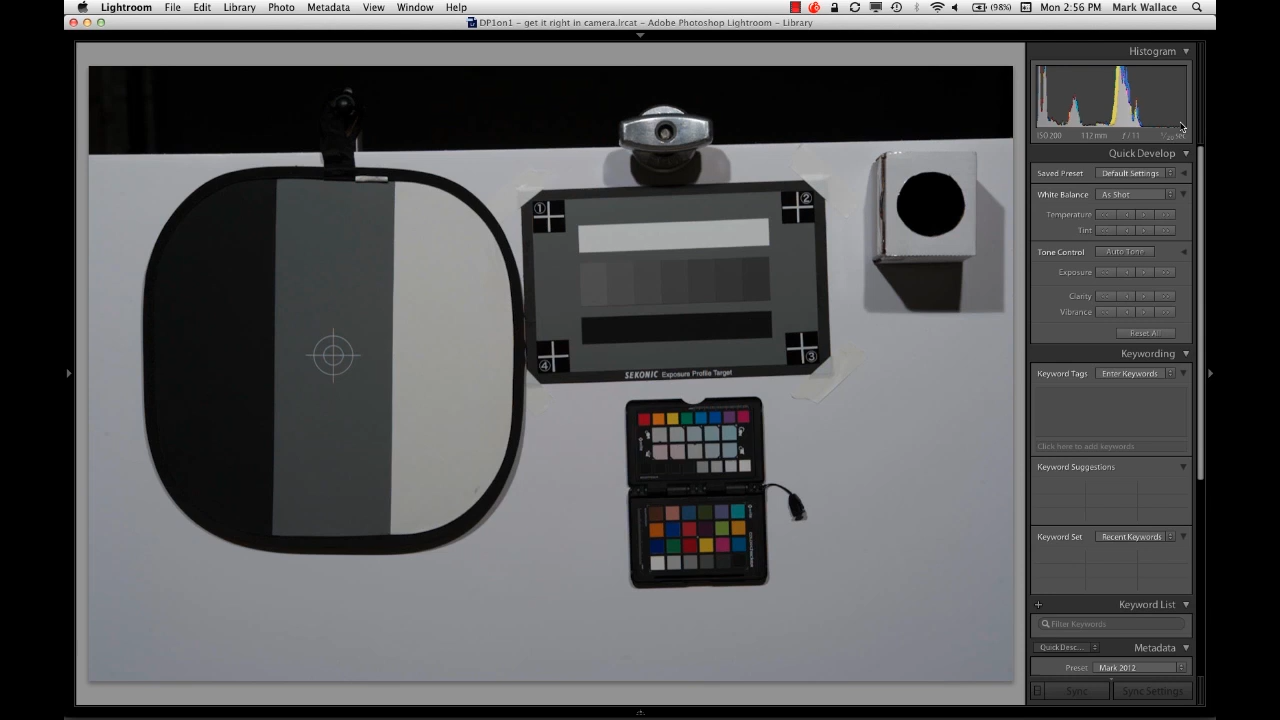 Lightroom File Edit Library Photo Metadata View Window Help
(98%) Mon 2:56 PM Mark Wallace
DP1on1 – get it right in camera.lrcat – Adobe Photoshop Lightroom – Library
Histogram
ISO 200 112 mm f / 11
Quick Develop
Saved Preset Default Settings
White Balance As Shot
Temperature
Tint
Tone Control Auto Tone
Exposure
Clarity
Vibrance
Reset All
Keywording
Keyword Tags Enter Keywords
Click here to add keywords
Keyword Suggestions
Keyword Set Recent Keywords
+ Keyword List
Filter Keywords
Quick Desc... Metadata
Preset Mark 2012
Sync Sync Settings
① ②
④ ③
SEKONIC Exposure Profile Target